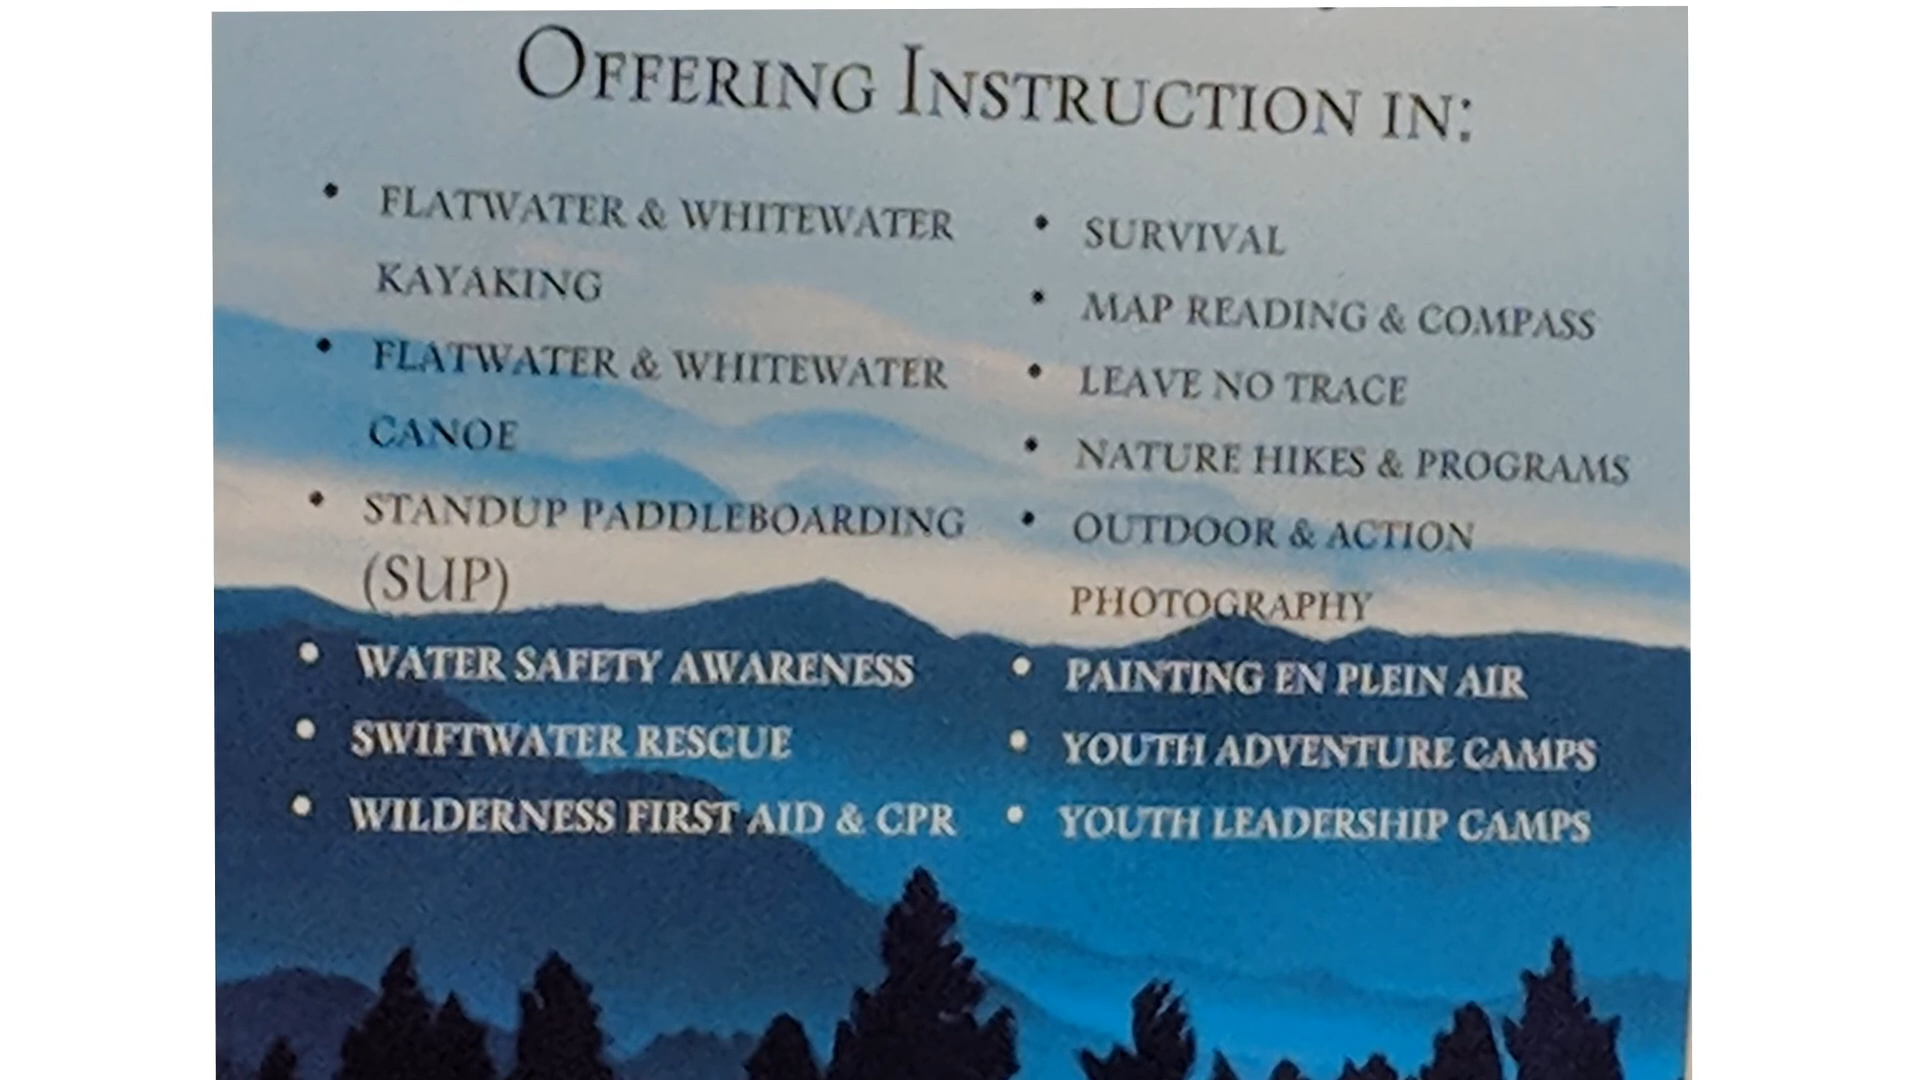 OFFERING INSTRUCTION IN:
• FLATWATER & WHITEWATER
KAYAKING
• FLATWATER & WHITEWATER
CANOE
• STANDUP PADDLEBOARDING
(SUP)
• WATER SAFETY AWARENESS
• SWIFTWATER RESCUE
• WILDERNESS FIRST AID & CPR
• SURVIVAL
• MAP READING & COMPASS
• LEAVE NO TRACE
• NATURE HIKES & PROGRAMS
• OUTDOOR & ACTION
PHOTOGRAPHY
• PAINTING EN PLEIN AIR
• YOUTH ADVENTURE CAMPS
• YOUTH LEADERSHIP CAMPS